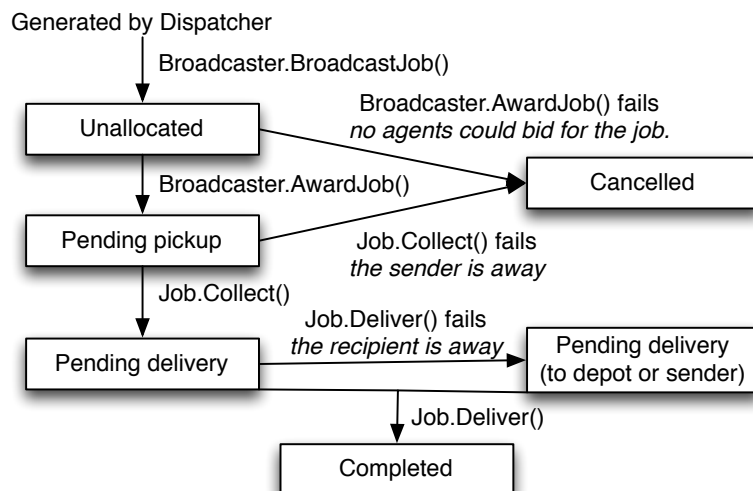 Generated by Dispatcher
Broadcaster.BroadcastJob()
Unallocated
Broadcaster.AwardJob() fails
no agents could bid for the job.
Broadcaster.AwardJob()
Cancelled
Pending pickup
Job.Collect() fails
the sender is away
Job.Collect()
Job.Deliver() fails
the recipient is away
Pending delivery
Pending delivery
(to depot or sender)
Job.Deliver()
Completed